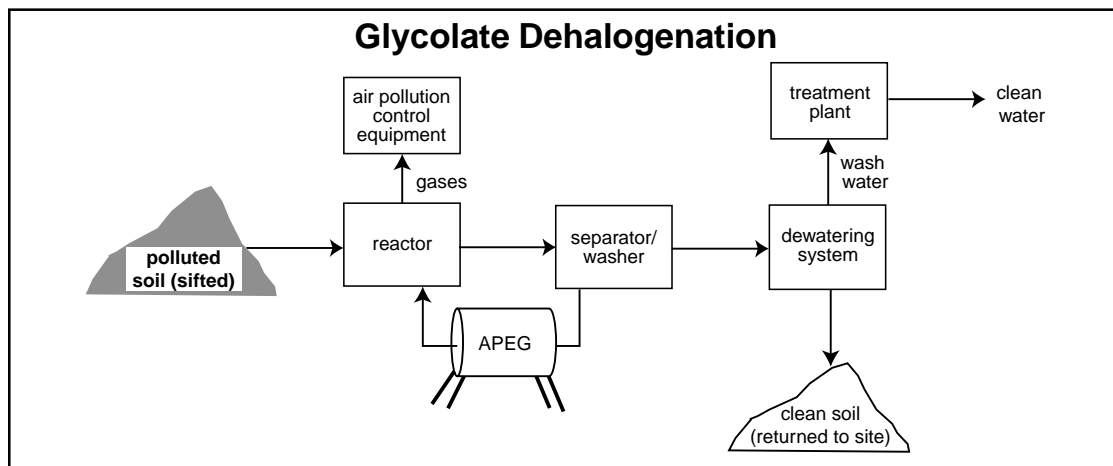 Glycolate Dehalogenation
air pollution
control
equipment
treatment
plant
clean
water
gases
wash
water
polluted
soil (sifted)
reactor
separator/
washer
dewatering
system
APEG
clean soil
(returned to site)